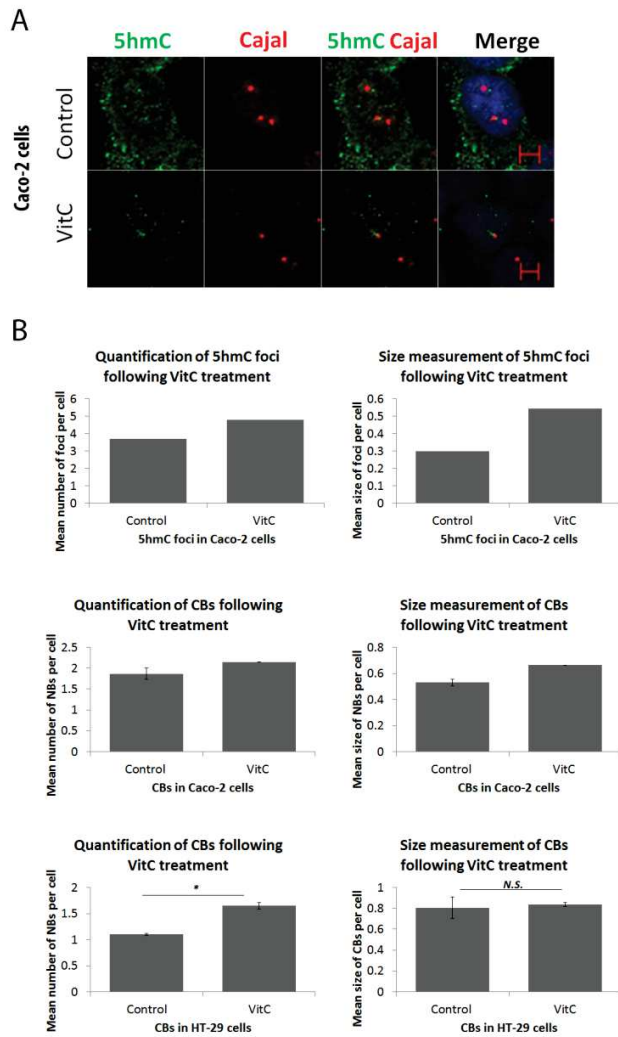 A
5hmC Cajal 5hmC Cajal Merge
Caco-2 cells
Control
VitC
B
Quantification of 5hmC foci
following VitC treatment
Mean number of foci per cell
6
5
4
3
2
1
0
Control VitC
5hmC foci in Caco-2 cells
Size measurement of 5hmC foci
following VitC treatment
Mean size of foci per cell
0.6
0.5
0.4
0.3
0.2
0.1
0
Control VitC
5hmC foci in Caco-2 cells
Quantification of CBs following
VitC treatment
Mean number of NBs per cell
2.5
2
1.5
1
0.5
0
Control VitC
CBs in Caco-2 cells
Size measurement of CBs
following VitC treatment
Mean size of NBs per cell
0.8
0.6
0.4
0.2
0
Control VitC
CBs in Caco-2 cells
Quantification of CBs following
VitC treatment
Mean number of NBs per cell
2
1.5
1
0.5
0
*
Control VitC
CBs in HT-29 cells
Size measurement of CBs
following VitC treatment
Mean size of CBs per cell
1
0.8
0.6
0.4
0.2
0
N.S.
Control VitC
CBs in HT-29 cells